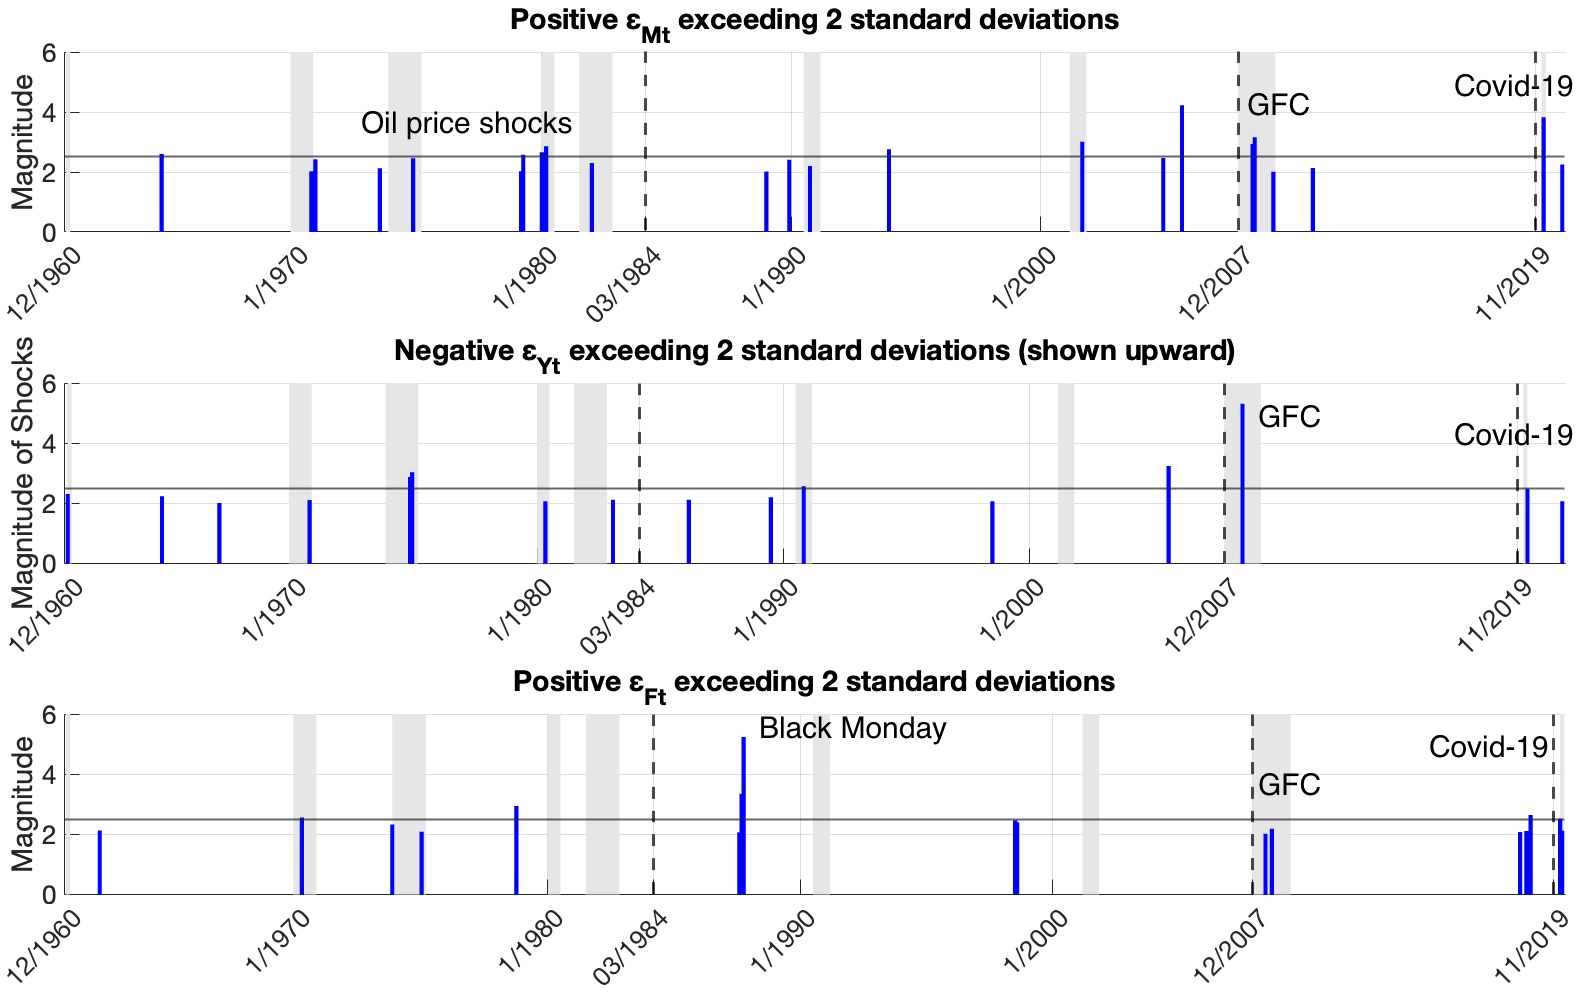 Positive ε_Mt exceeding 2 standard deviations
Magnitude
6
4
2
0
Oil price shocks
GFC
Covid-19
12/1960
1/1970
1/1980
03/1984
1/1990
1/2000
12/2007
11/2019
Negative ε_Yt exceeding 2 standard deviations (shown upward)
Magnitude of Shocks
6
4
2
0
GFC
Covid-19
12/1960
1/1970
1/1980
03/1984
1/1990
1/2000
12/2007
11/2019
Positive ε_Ft exceeding 2 standard deviations
Magnitude
6
4
2
0
Black Monday
GFC
Covid-19
12/1960
1/1970
1/1980
03/1984
1/1990
1/2000
12/2007
11/2019